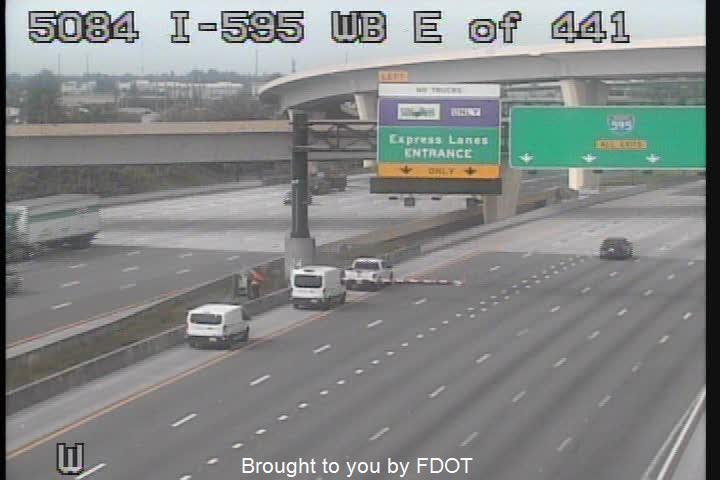 5084 I-595 WB E of 441
LEFT
NO TRUCKS
SUNPASS ONLY
Express Lanes
ENTRANCE
ONLY
595
ALL EXITS
W
Brought to you by FDOT